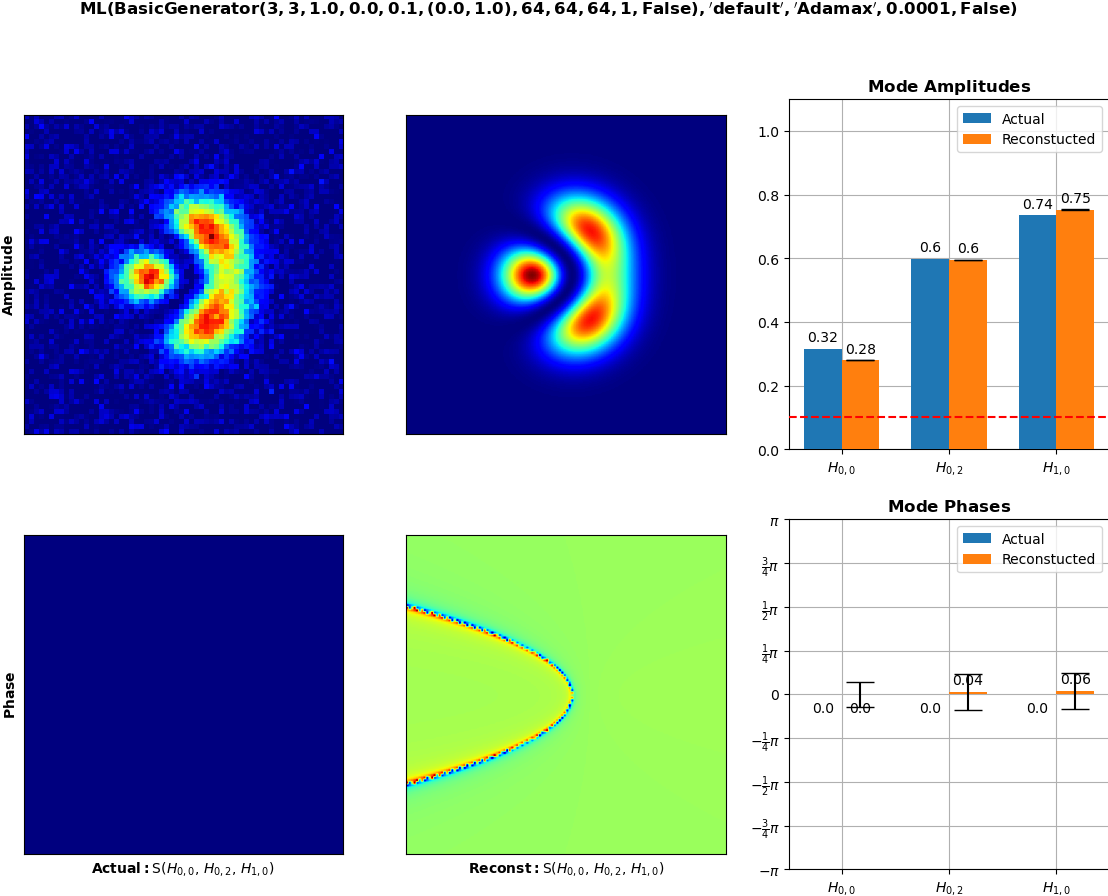 ML(BasicGenerator(3, 3, 1.0, 0.0, 0.1, (0.0, 1.0), 64, 64, 64, 1, False), 'default', 'Adamax', 0.0001, False)
Amplitude
Mode Amplitudes
Actual
Reconstucted
1.0
0.8
0.6
0.4
0.2
0.0
0.32
0.28
0.6
0.6
0.74
0.75
H0,0
H0,2
H1,0
Phase
Actual: S(H0,0, H0,2, H1,0)
Reconst: S(H0,0, H0,2, H1,0)
Mode Phases
Actual
Reconstucted
π
3/4π
1/2π
1/4π
0
−1/4π
−1/2π
−3/4π
−π
0.0
0.0
0.0
0.04
0.0
0.06
H0,0
H0,2
H1,0